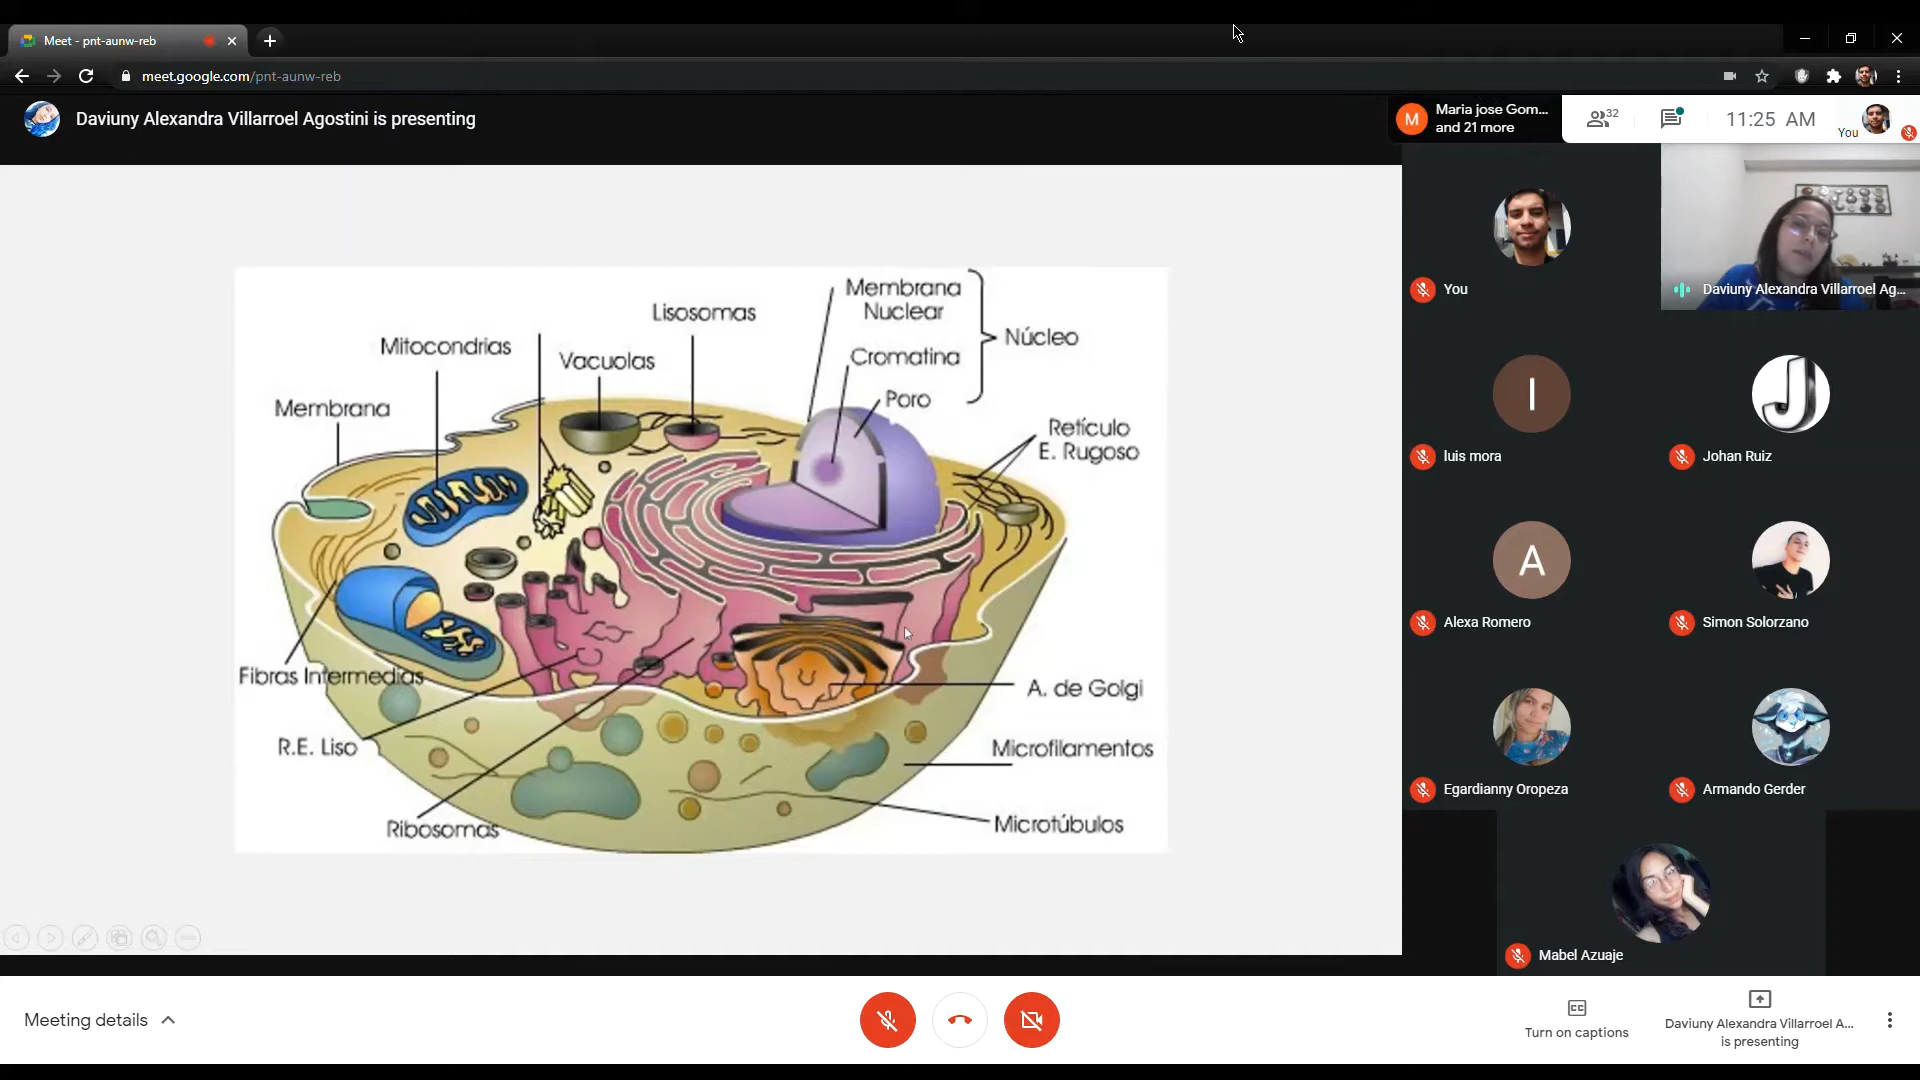 Meet - pnt-aunw-reb
meet.google.com/pnt-aunw-reb
Daviuny Alexandra Villarroel Agostini is presenting
M
Maria jose Gom...
and 21 more
32
11:25 AM
You
Membrana
Nuclear
Lisosomas
Núcleo
Mitocondrias
Vacuolas
Cromatina
Poro
Membrana
Retículo
E. Rugoso
Fibras Intermedias
A. de Golgi
R.E. Liso
Microfilamentos
Ribosomas
Microtúbulos
You
Daviuny Alexandra Villarroel Ag...
I
J
luis mora
Johan Ruiz
A
Alexa Romero
Simon Solorzano
Egardianny Oropeza
Armando Gerder
Mabel Azuaje
Meeting details
CC
Turn on captions
Daviuny Alexandra Villarroel A...
is presenting